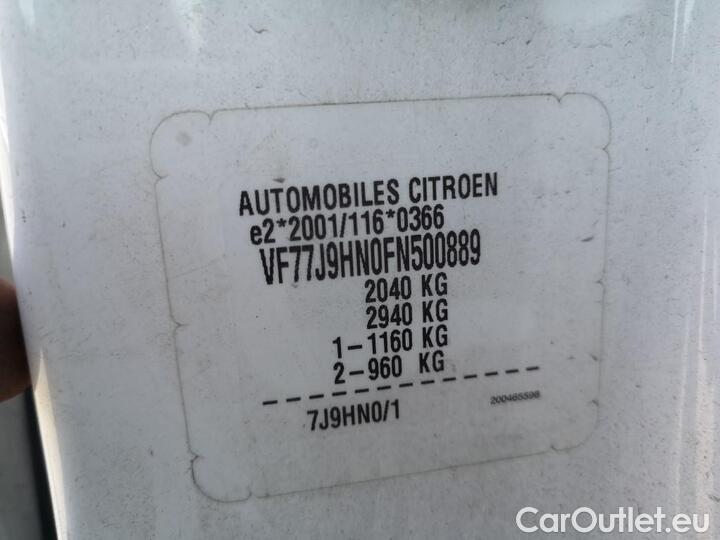 AUTOMOBILES CITROEN
e2*2001/116*0366
VF77J9HN0FN500889
2040 KG
2940 KG
1-1160 KG
2-960 KG
7J9HN0/1
200465598
CarOutlet.eu